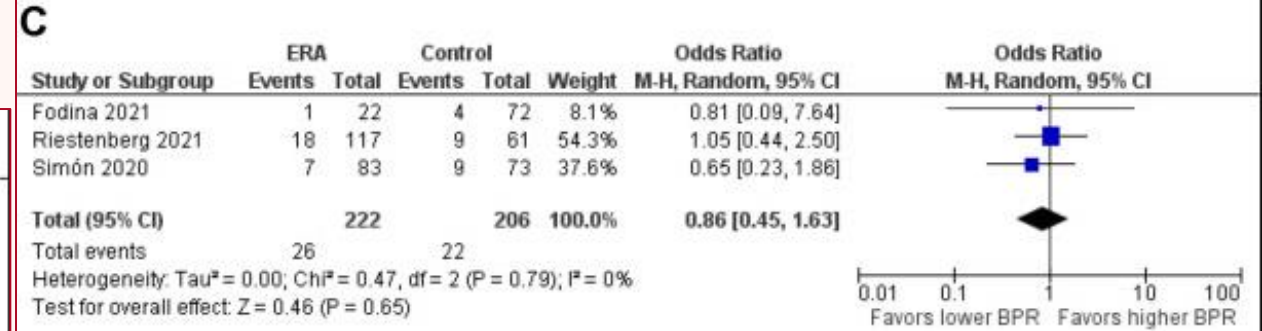 C
ERA Control Odds Ratio Odds Ratio
Study or Subgroup Events Total Events Total Weight M-H, Random, 95% CI M-H, Random, 95% CI
Fodina 2021 1 22 4 72 8.1% 0.81 [0.09, 7.64]
Riestenberg 2021 18 117 9 61 54.3% 1.05 [0.44, 2.50]
Simón 2020 7 83 9 73 37.6% 0.65 [0.23, 1.86]
Total (95% CI) 222 206 100.0% 0.86 [0.45, 1.63]
Total events 26 22
Heterogeneity: Tau² = 0.00; Chi² = 0.47, df = 2 (P = 0.79); I² = 0%
Test for overall effect: Z = 0.46 (P = 0.65)
0.01 0.1 1 10 100
Favors lower BPR Favors higher BPR